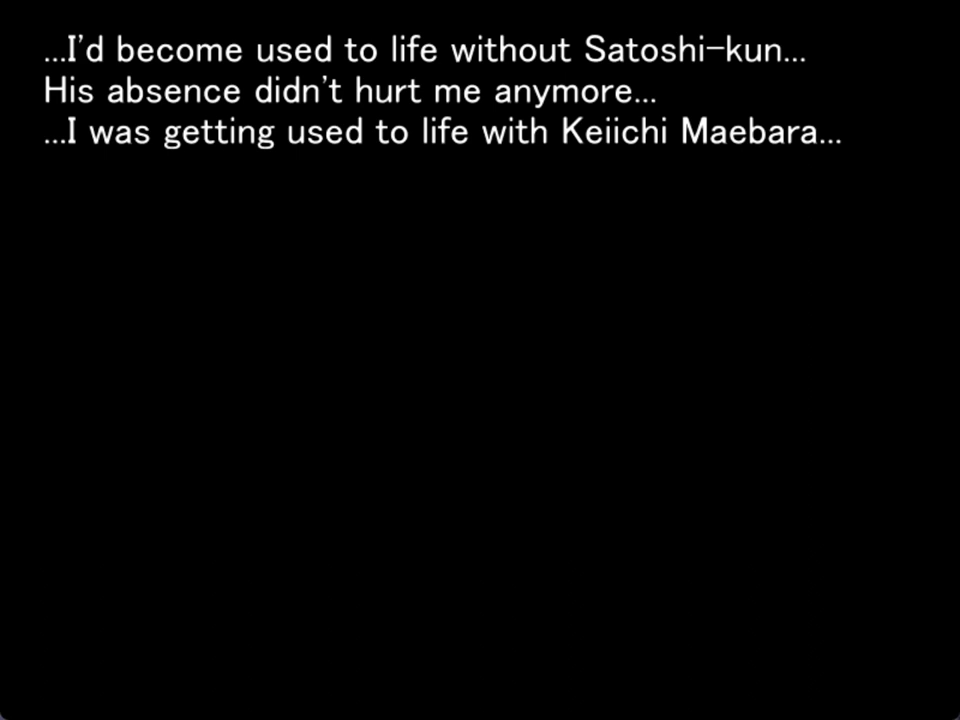 ...I'd become used to life without Satoshi-kun...
His absence didn't hurt me anymore...
...I was getting used to life with Keiichi Maebara...